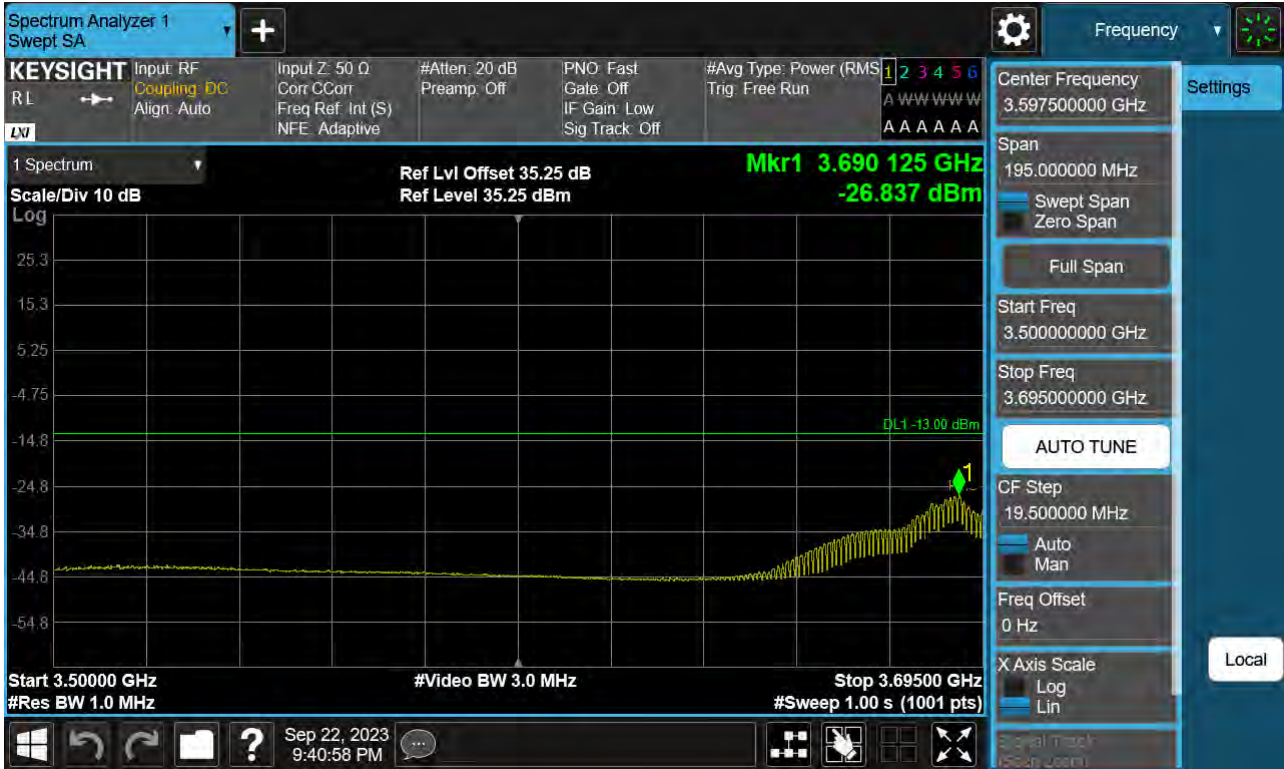 Spectrum Analyzer 1
Swept SA
+
Frequency
KEYSIGHT
R L
LXI
Input: RF
Coupling: DC
Align: Auto
Input Z: 50 Ω
Corr CCorr
Freq Ref: Int (S)
NFE: Adaptive
#Atten: 20 dB
Preamp: Off
PNO: Fast
Gate: Off
IF Gain: Low
Sig Track: Off
#Avg Type: Power (RMS
Trig: Free Run
1 2 3 4 5 6
A W W W W W
A A A A A A
1 Spectrum
Scale/Div 10 dB
Log
Ref Lvl Offset 35.25 dB
Ref Level 35.25 dBm
Mkr1 3.690 125 GHz
-26.837 dBm
25.3
15.3
5.25
-4.75
-14.8
-24.8
-34.8
-44.8
-54.8
DL1 -13.00 dBm
1
Start 3.50000 GHz
#Res BW 1.0 MHz
#Video BW 3.0 MHz
Stop 3.69500 GHz
#Sweep 1.00 s (1001 pts)
Center Frequency
3.597500000 GHz
Span
195.000000 MHz
Swept Span
Zero Span
Full Span
Start Freq
3.500000000 GHz
Stop Freq
3.695000000 GHz
AUTO TUNE
CF Step
19.500000 MHz
Auto
Man
Freq Offset
0 Hz
X Axis Scale
Log
Lin
Signal Track
(Span Zoom)
Settings
Local
?
Sep 22, 2023
9:40:58 PM